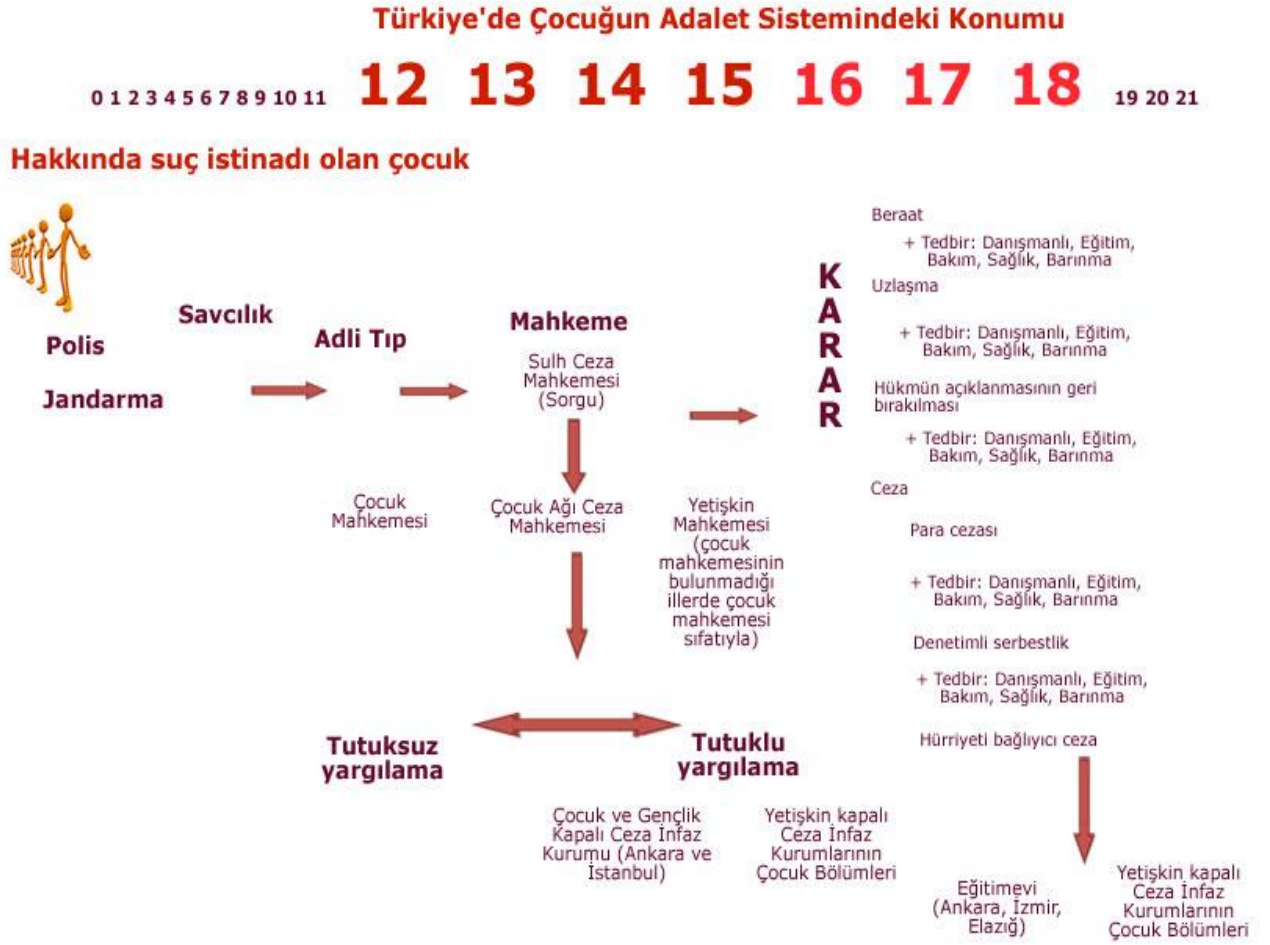 Türkiye'de Çocuğun Adalet Sistemindeki Konumu
0 1 2 3 4 5 6 7 8 9 10 11 12 13 14 15 16 17 18 19 20 21
Hakkında suç istinadı olan çocuk
Polis
Jandarma
Savcılık
Adli Tıp
Mahkeme
Sulh Ceza
Mahkemesi
(Sorgu)
Çocuk
Mahkemesi
Çocuk Ağı Ceza
Mahkemesi
Yetişkin
Mahkemesi
(çocuk
mahkemesinin
bulunmadığı
illerde çocuk
mahkemesi
sıfatıyla)
Tutuksuz
yargılama
Tutuklu
yargılama
Çocuk ve Gençlik
Kapalı Ceza İnfaz
Kurumu (Ankara ve
İstanbul)
Yetişkin kapalı
Ceza İnfaz
Kurumlarının
Çocuk Bölümleri
K
A
R
A
R
Beraat
+ Tedbir: Danışmanlı, Eğitim,
Bakım, Sağlık, Barınma
Uzlaşma
+ Tedbir: Danışmanlı, Eğitim,
Bakım, Sağlık, Barınma
Hükmün açıklanmasının geri
bırakılması
+ Tedbir: Danışmanlı, Eğitim,
Bakım, Sağlık, Barınma
Ceza
Para cezası
+ Tedbir: Danışmanlı, Eğitim,
Bakım, Sağlık, Barınma
Denetimli serbestlik
+ Tedbir: Danışmanlı, Eğitim,
Bakım, Sağlık, Barınma
Hürriyeti bağlıyıcı ceza
Eğitimevi
(Ankara, İzmir,
Elazığ)
Yetişkin kapalı
Ceza İnfaz
Kurumlarının
Çocuk Bölümleri